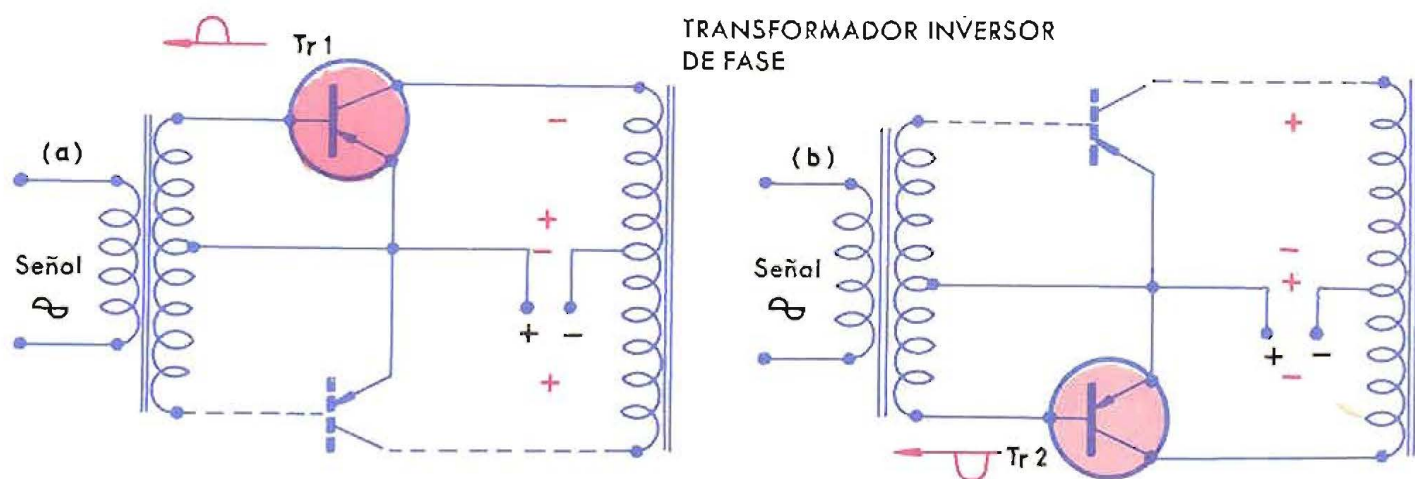 TRANSFORMADOR INVERSOR
DE FASE
Tr 1
(a)
Señal
−
+
−
+ −
+
(b)
Señal
+
−
+
+ −
−
Tr 2